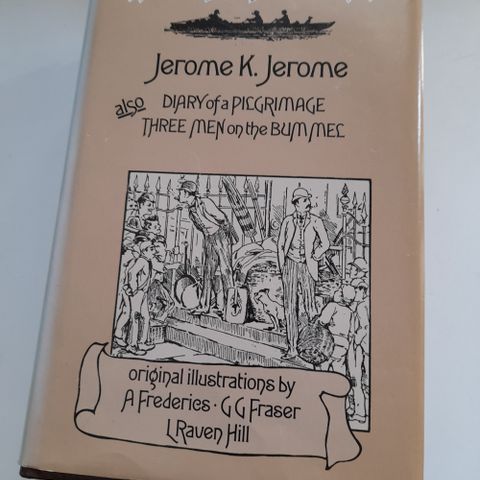 Jerome K. Jerome
also DIARY of a PILGRIMAGE
THREE MEN on the BUMMEL
original illustrations by
A Frederics · G G Fraser
L Raven Hill